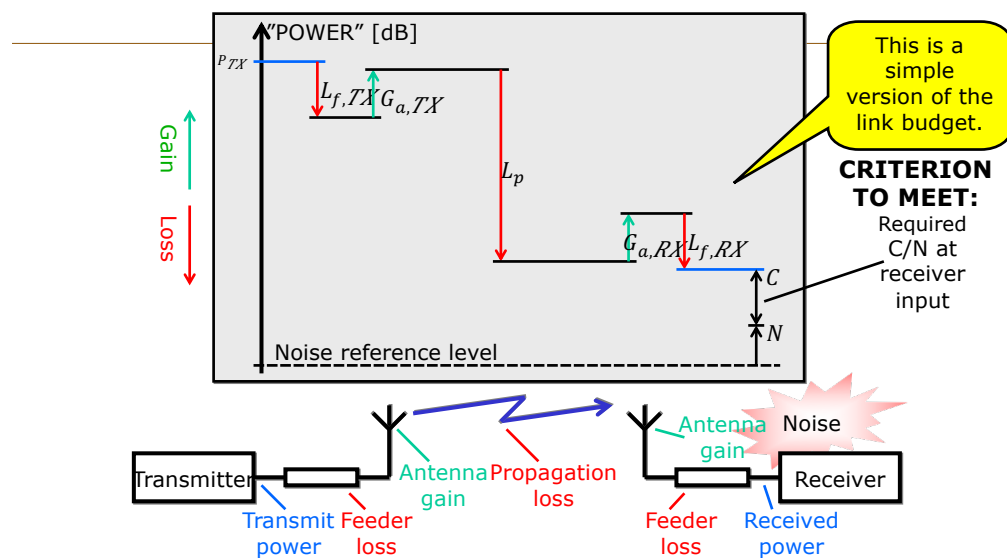 ”POWER” [dB]
P_TX
L_f,TX
G_a,TX
L_p
G_a,RX
L_f,RX
C
N
Noise reference level
Gain
Loss
This is a
simple
version of the
link budget.
CRITERION
TO MEET:
Required
C/N at
receiver
input
Noise
Transmitter
Transmit
power
Feeder
loss
Antenna
gain
Propagation
loss
Antenna
gain
Feeder
loss
Received
power
Receiver